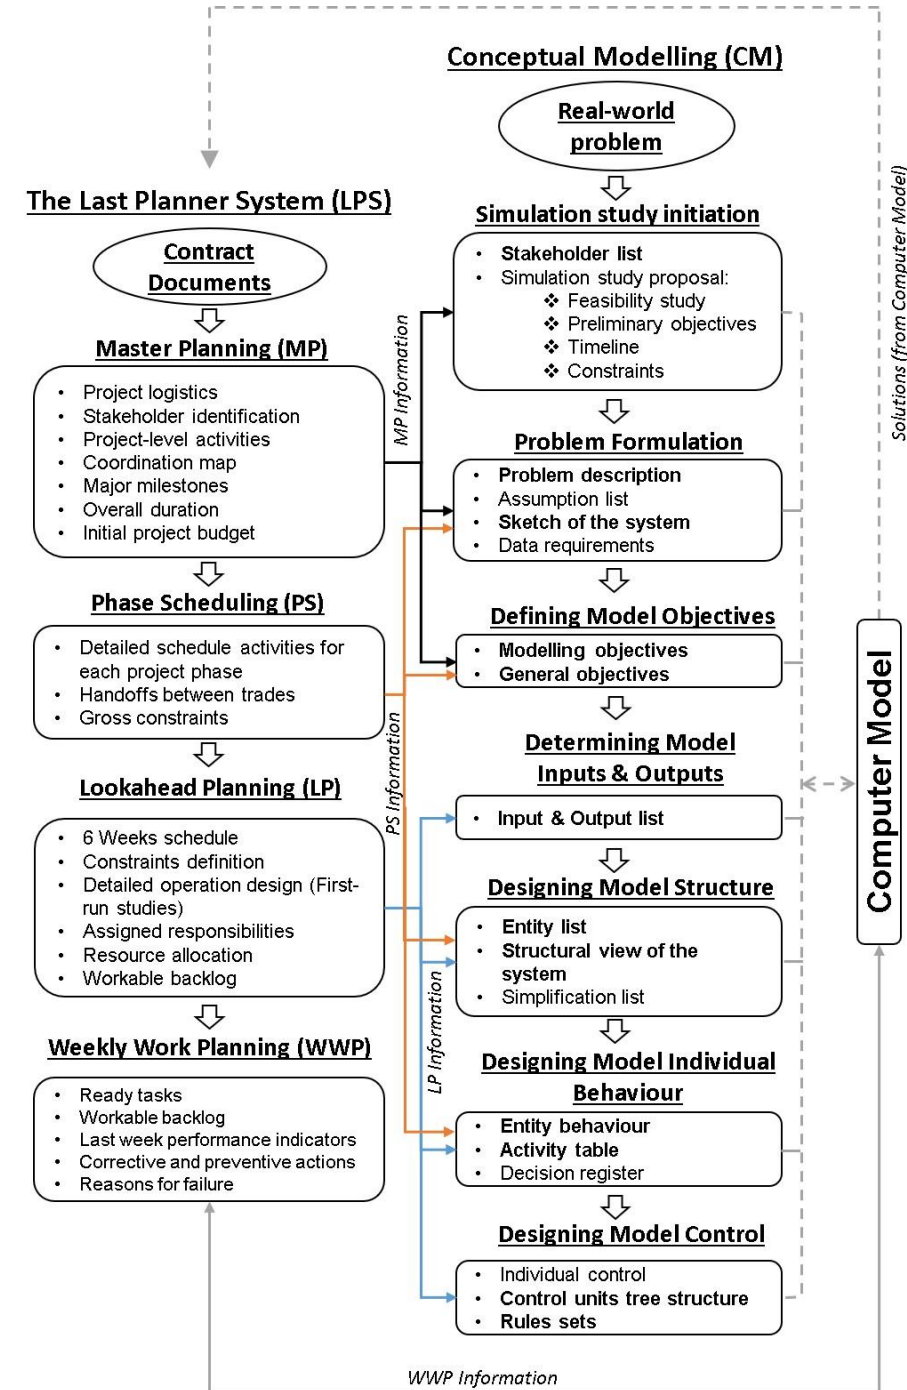 Conceptual Modelling (CM)
Real-world
problem
Simulation study initiation
• Stakeholder list
• Simulation study proposal:
❖ Feasibility study
❖ Preliminary objectives
❖ Timeline
❖ Constraints
Problem Formulation
• Problem description
• Assumption list
• Sketch of the system
• Data requirements
Defining Model Objectives
• Modelling objectives
• General objectives
Determining Model
Inputs & Outputs
• Input & Output list
Designing Model Structure
• Entity list
• Structural view of the
system
• Simplification list
Designing Model Individual
Behaviour
• Entity behaviour
• Activity table
• Decision register
Designing Model Control
• Individual control
• Control units tree structure
• Rules sets
The Last Planner System (LPS)
Contract
Documents
Master Planning (MP)
• Project logistics
• Stakeholder identification
• Project-level activities
• Coordination map
• Major milestones
• Overall duration
• Initial project budget
Phase Scheduling (PS)
• Detailed schedule activities for
each project phase
• Handoffs between trades
• Gross constraints
Lookahead Planning (LP)
• 6 Weeks schedule
• Constraints definition
• Detailed operation design (First-
run studies)
• Assigned responsibilities
• Resource allocation
• Workable backlog
Weekly Work Planning (WWP)
• Ready tasks
• Workable backlog
• Last week performance indicators
• Corrective and preventive actions
• Reasons for failure
MP Information
PS Information
LP Information
WWP Information
Computer Model
Solutions (from Computer Model)